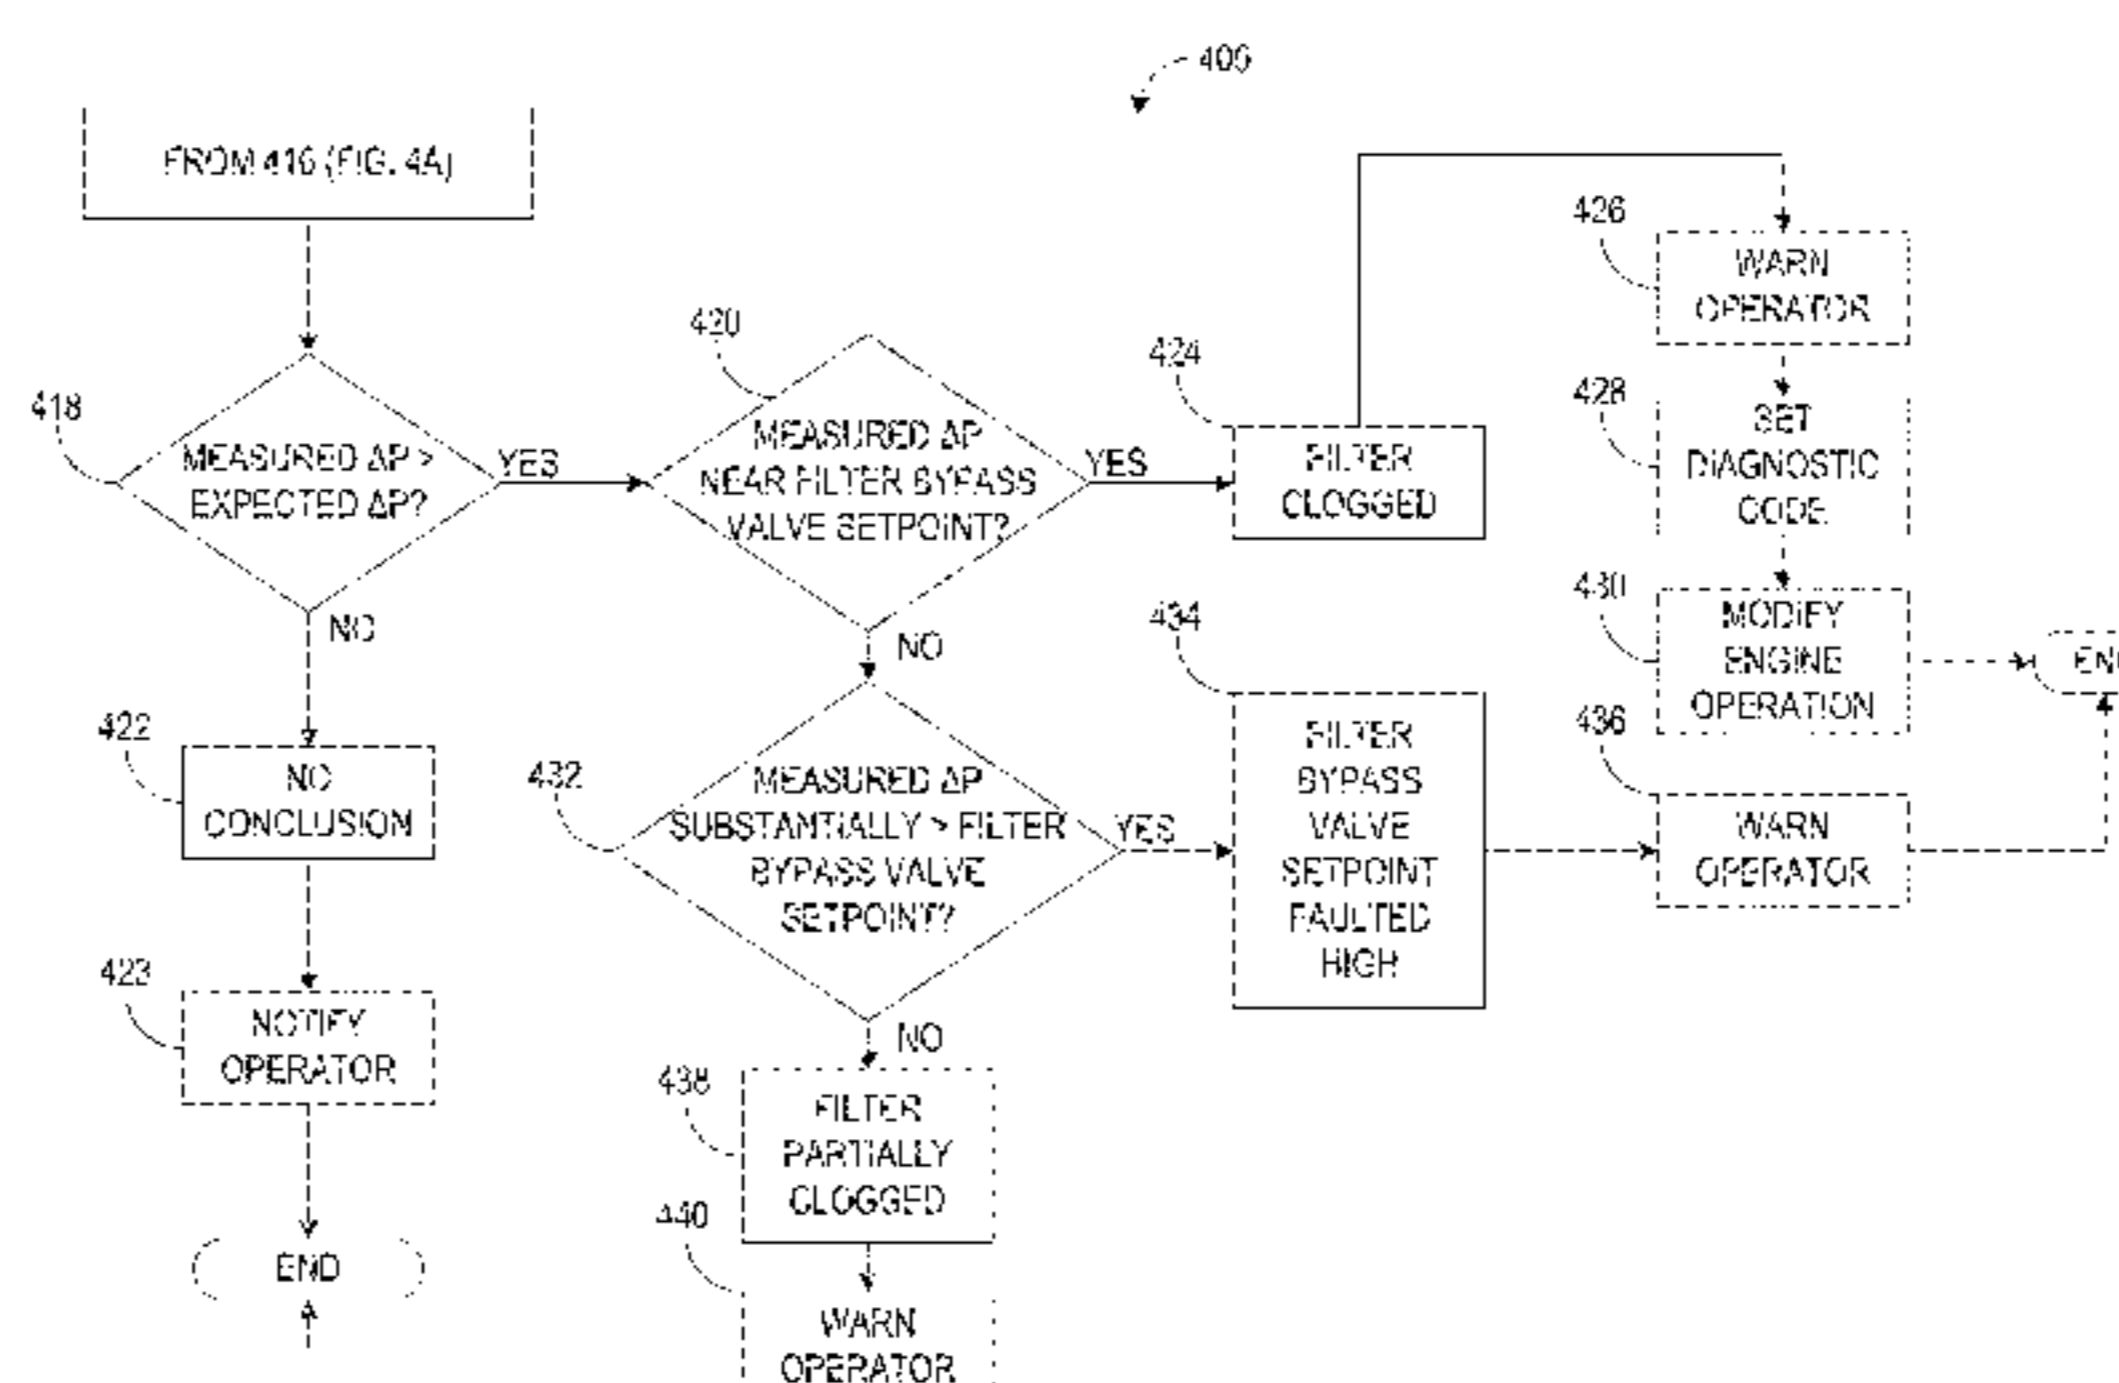 FROM 416 (FIG. 4A)
418
MEASURED ΔP >
EXPECTED ΔP?
YES
NO
422
NO
CONCLUSION
423
NOTIFY
OPERATOR
END
420
MEASURED ΔP
NEAR FILTER BYPASS
VALVE SETPOINT?
YES
NO
432
MEASURED ΔP
SUBSTANTIALLY > FILTER
BYPASS VALVE
SETPOINT?
YES
NO
438
FILTER
PARTIALLY
CLOGGED
440
WARN
OPERATOR
424
FILTER
CLOGGED
434
FILTER
BYPASS
VALVE
SETPOINT
FAULTED
HIGH
426
WARN
OPERATOR
428
SET
DIAGNOSTIC
CODE
430
MODIFY
ENGINE
OPERATION
436
WARN
OPERATOR